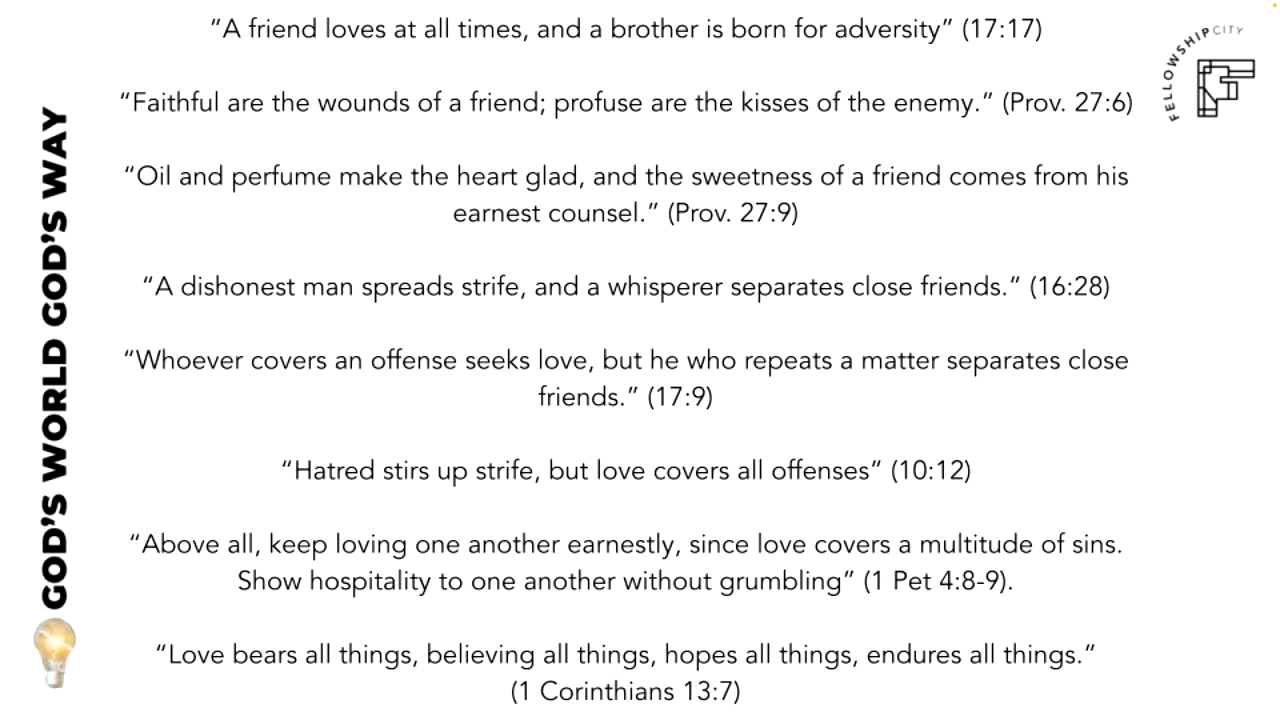 “A friend loves at all times, and a brother is born for adversity” (17:17)
“Faithful are the wounds of a friend; profuse are the kisses of the enemy.” (Prov. 27:6)
“Oil and perfume make the heart glad, and the sweetness of a friend comes from his
earnest counsel.” (Prov. 27:9)
“A dishonest man spreads strife, and a whisperer separates close friends.” (16:28)
“Whoever covers an offense seeks love, but he who repeats a matter separates close
friends.” (17:9)
“Hatred stirs up strife, but love covers all offenses” (10:12)
“Above all, keep loving one another earnestly, since love covers a multitude of sins.
Show hospitality to one another without grumbling” (1 Pet 4:8-9).
“Love bears all things, believing all things, hopes all things, endures all things.”
(1 Corinthians 13:7)
GOD’S WORLD GOD’S WAY
FELLOWSHIPCITY